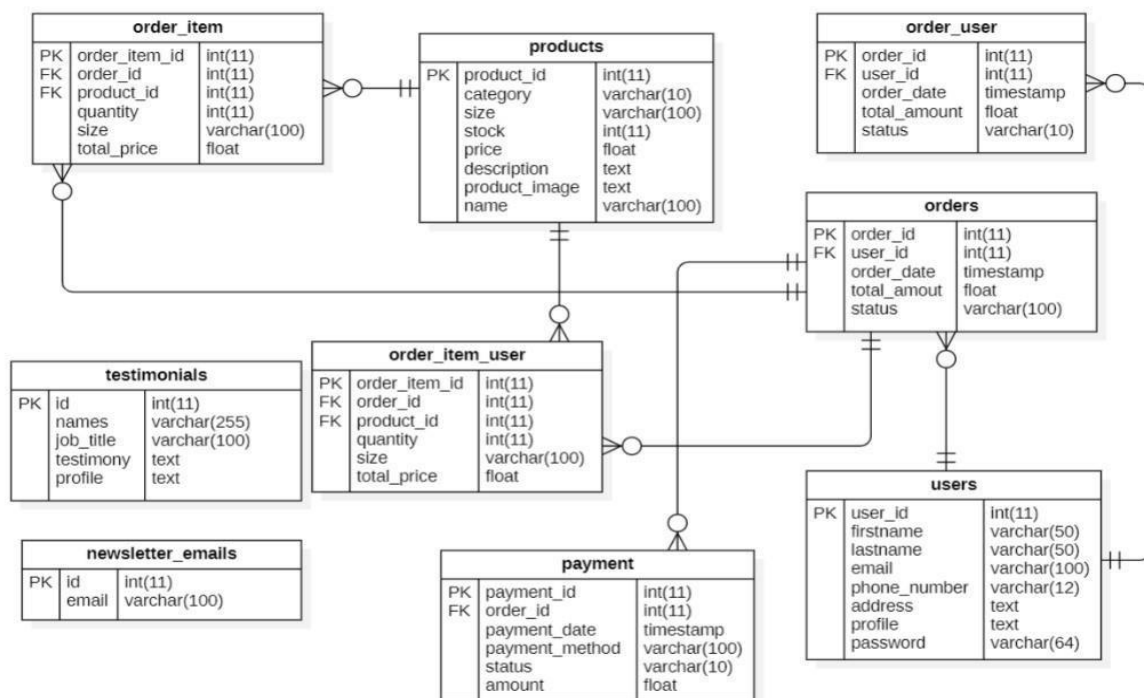 order_item
PK order_item_id int(11)
FK order_id int(11)
FK product_id int(11)
quantity int(11)
size varchar(100)
total_price float
products
PK product_id int(11)
category varchar(10)
size varchar(100)
stock int(11)
price float
description text
product_image text
name varchar(100)
order_user
PK order_id int(11)
FK user_id int(11)
order_date timestamp
total_amount float
status varchar(10)
orders
PK order_id int(11)
FK user_id int(11)
order_date timestamp
total_amout float
status varchar(100)
order_item_user
PK order_item_id int(11)
FK order_id int(11)
FK product_id int(11)
quantity int(11)
size varchar(100)
total_price float
testimonials
PK id int(11)
names varchar(255)
job_title varchar(100)
testimony text
profile text
users
PK user_id int(11)
firstname varchar(50)
lastname varchar(50)
email varchar(100)
phone_number varchar(12)
address text
profile text
password varchar(64)
newsletter_emails
PK id int(11)
email varchar(100)
payment
PK payment_id int(11)
FK order_id int(11)
payment_date timestamp
payment_method varchar(100)
status varchar(10)
amount float